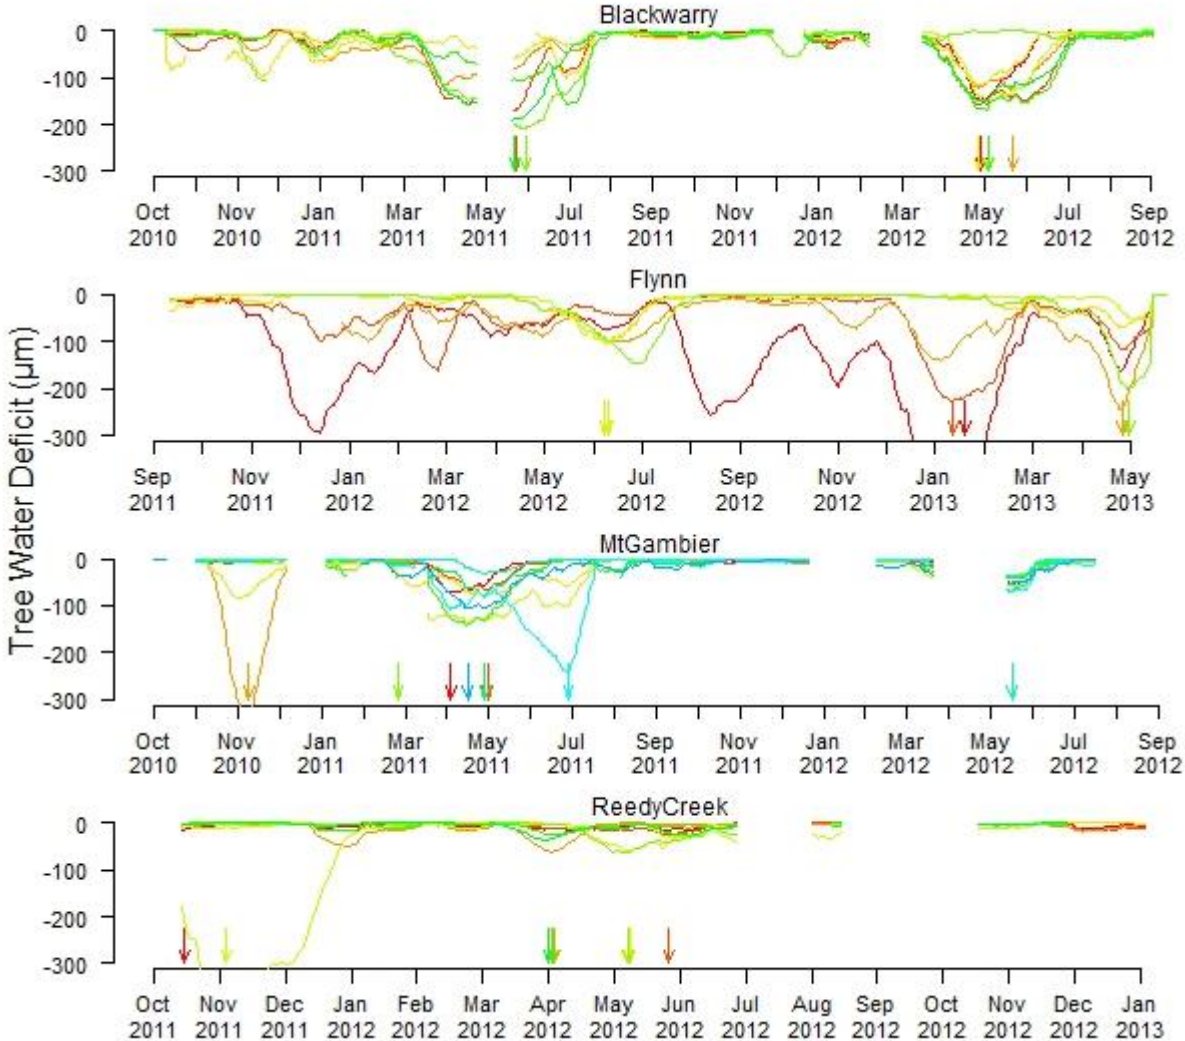 Blackwarry
0
-100
-200
-300
Oct Nov Jan Mar May Jul Sep Nov Jan Mar May Jul Sep
2010 2010 2011 2011 2011 2011 2011 2011 2012 2012 2012 2012 2012
Flynn
0
-100
-200
-300
Sep Nov Jan Mar May Jul Sep Nov Jan Mar May
2011 2011 2012 2012 2012 2012 2012 2012 2013 2013 2013
Tree Water Deficit (µm)
MtGambier
0
-100
-200
-300
Oct Nov Jan Mar May Jul Sep Nov Jan Mar May Jul Sep
2010 2010 2011 2011 2011 2011 2011 2011 2012 2012 2012 2012 2012
ReedyCreek
0
-100
-200
-300
Oct Nov Dec Jan Feb Mar Apr May Jun Jul Aug Sep Oct Nov Dec Jan
2011 2011 2011 2012 2012 2012 2012 2012 2012 2012 2012 2012 2012 2012 2012 2013